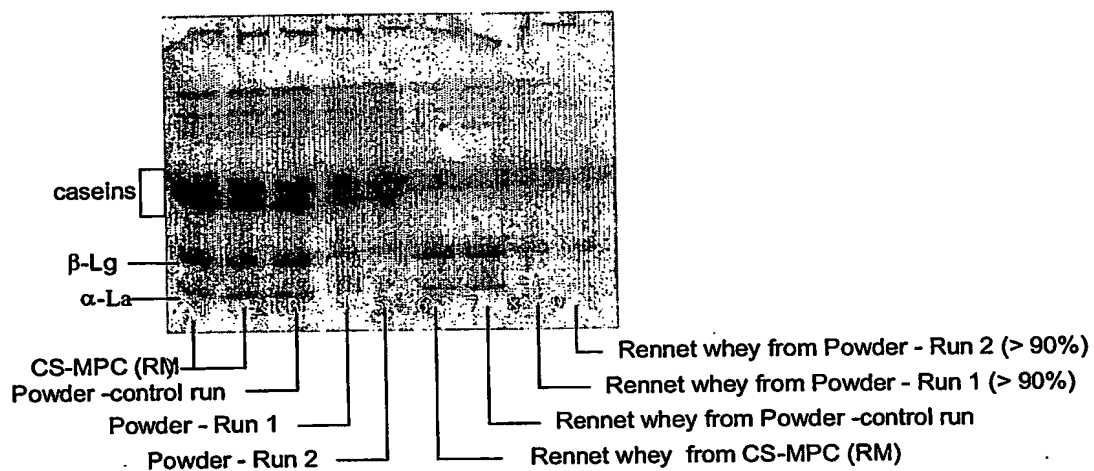 caseins
β-Lg
α-La
CS-MPC (RM)
Powder -control run
Powder - Run 1
Powder - Run 2
Rennet whey from Powder - Run 2 (> 90%)
Rennet whey from Powder - Run 1 (> 90%)
Rennet whey from Powder -control run
Rennet whey from CS-MPC (RM)